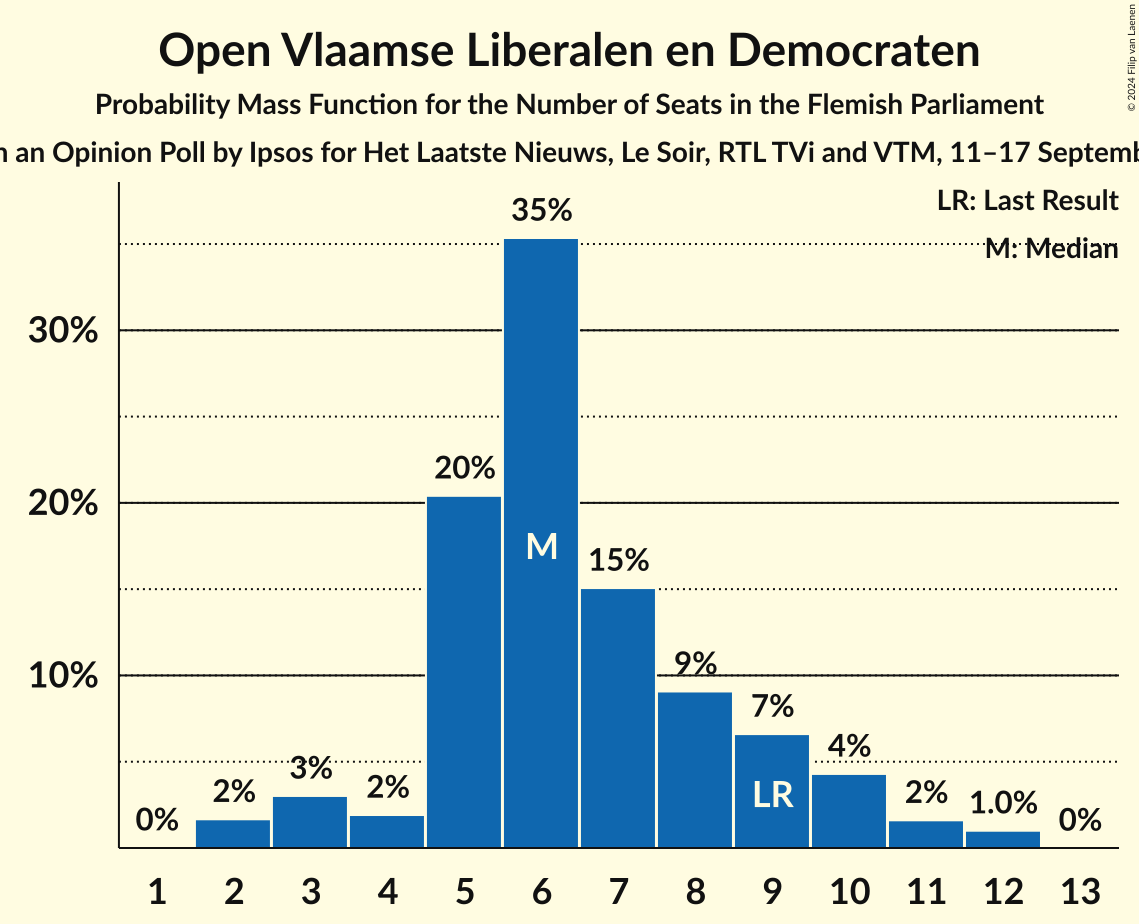 Open Vlaamse Liberalen en Democraten
Probability Mass Function for the Number of Seats in the Flemish Parliament
an Opinion Poll by Ipsos for Het Laatste Nieuws, Le Soir, RTL TVi and VTM, 11–17
© 2024 Filip van Laenen
LR: Last Result
M: Median
35%
30%
20%
20%
M
15%
10%
9%
7%
4%
3%
2%
2%
LR
2%
1.0%
0%
0%
1 2 3 4 5 6 7 8 9 10 11 12 13